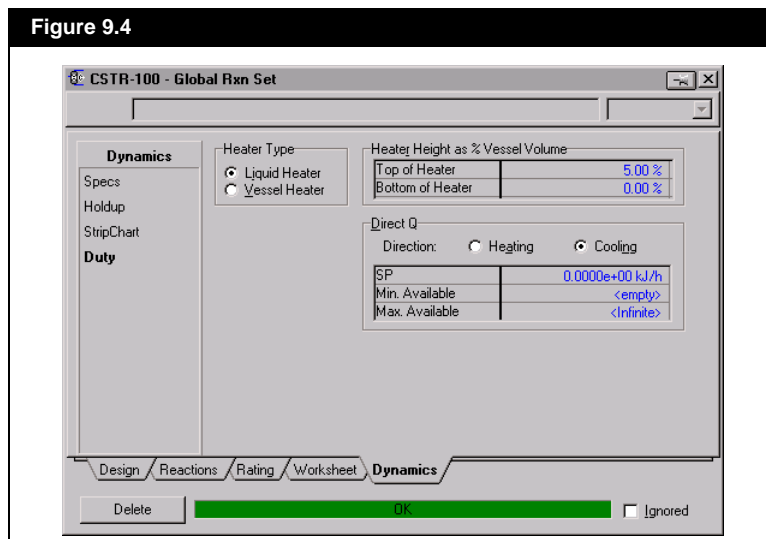 Figure 9.4
CSTR-100 - Global Rxn Set
Dynamics
Specs
Holdup
StripChart
Duty
Heater Type
Liquid Heater
Vessel Heater
Heater Height as % Vessel Volume
Top of Heater 5.00 %
Bottom of Heater 0.00 %
Direct Q
Direction: Heating Cooling
SP 0.0000e+00 kJ/h
Min. Available <empty>
Max. Available <Infinite>
Design Reactions Rating Worksheet Dynamics
Delete OK Ignored